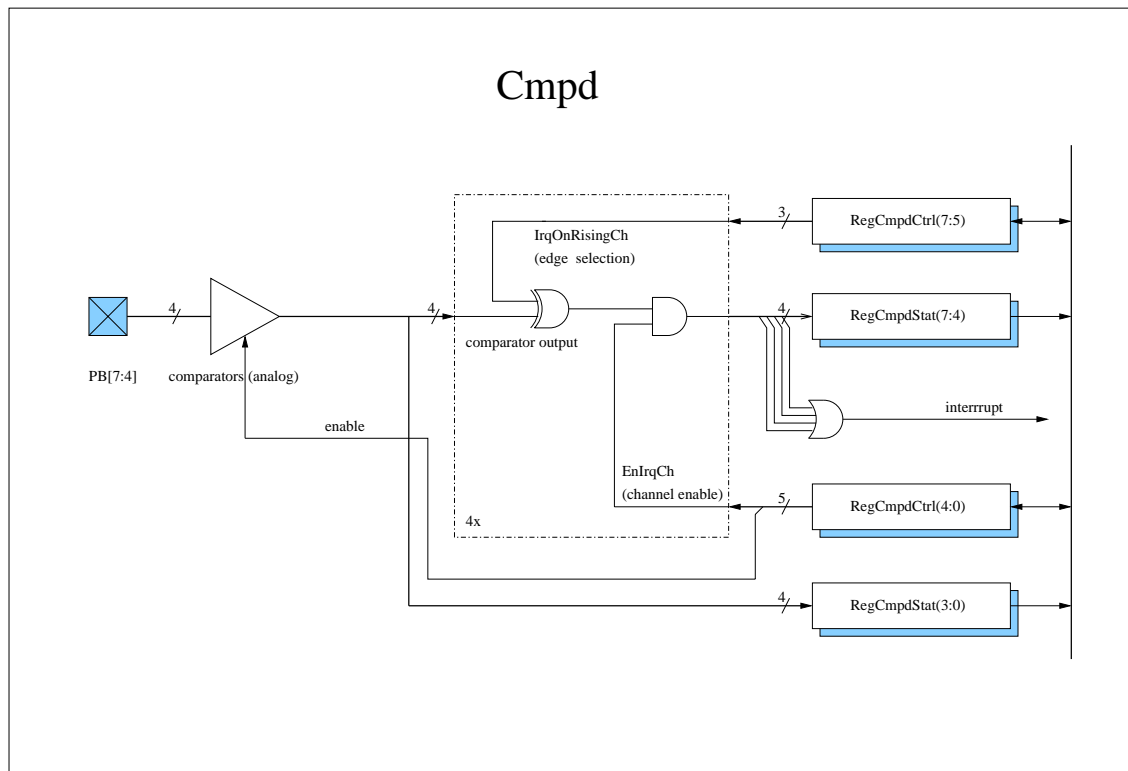 Cmpd
3
RegCmpdCtrl(7:5)
IrqOnRisingCh
(edge selection)
4
4
4
RegCmpdStat(7:4)
comparator output
PB[7:4]
comparators (analog)
interrrupt
enable
EnIrqCh
(channel enable)
5
RegCmpdCtrl(4:0)
4x
4
RegCmpdStat(3:0)